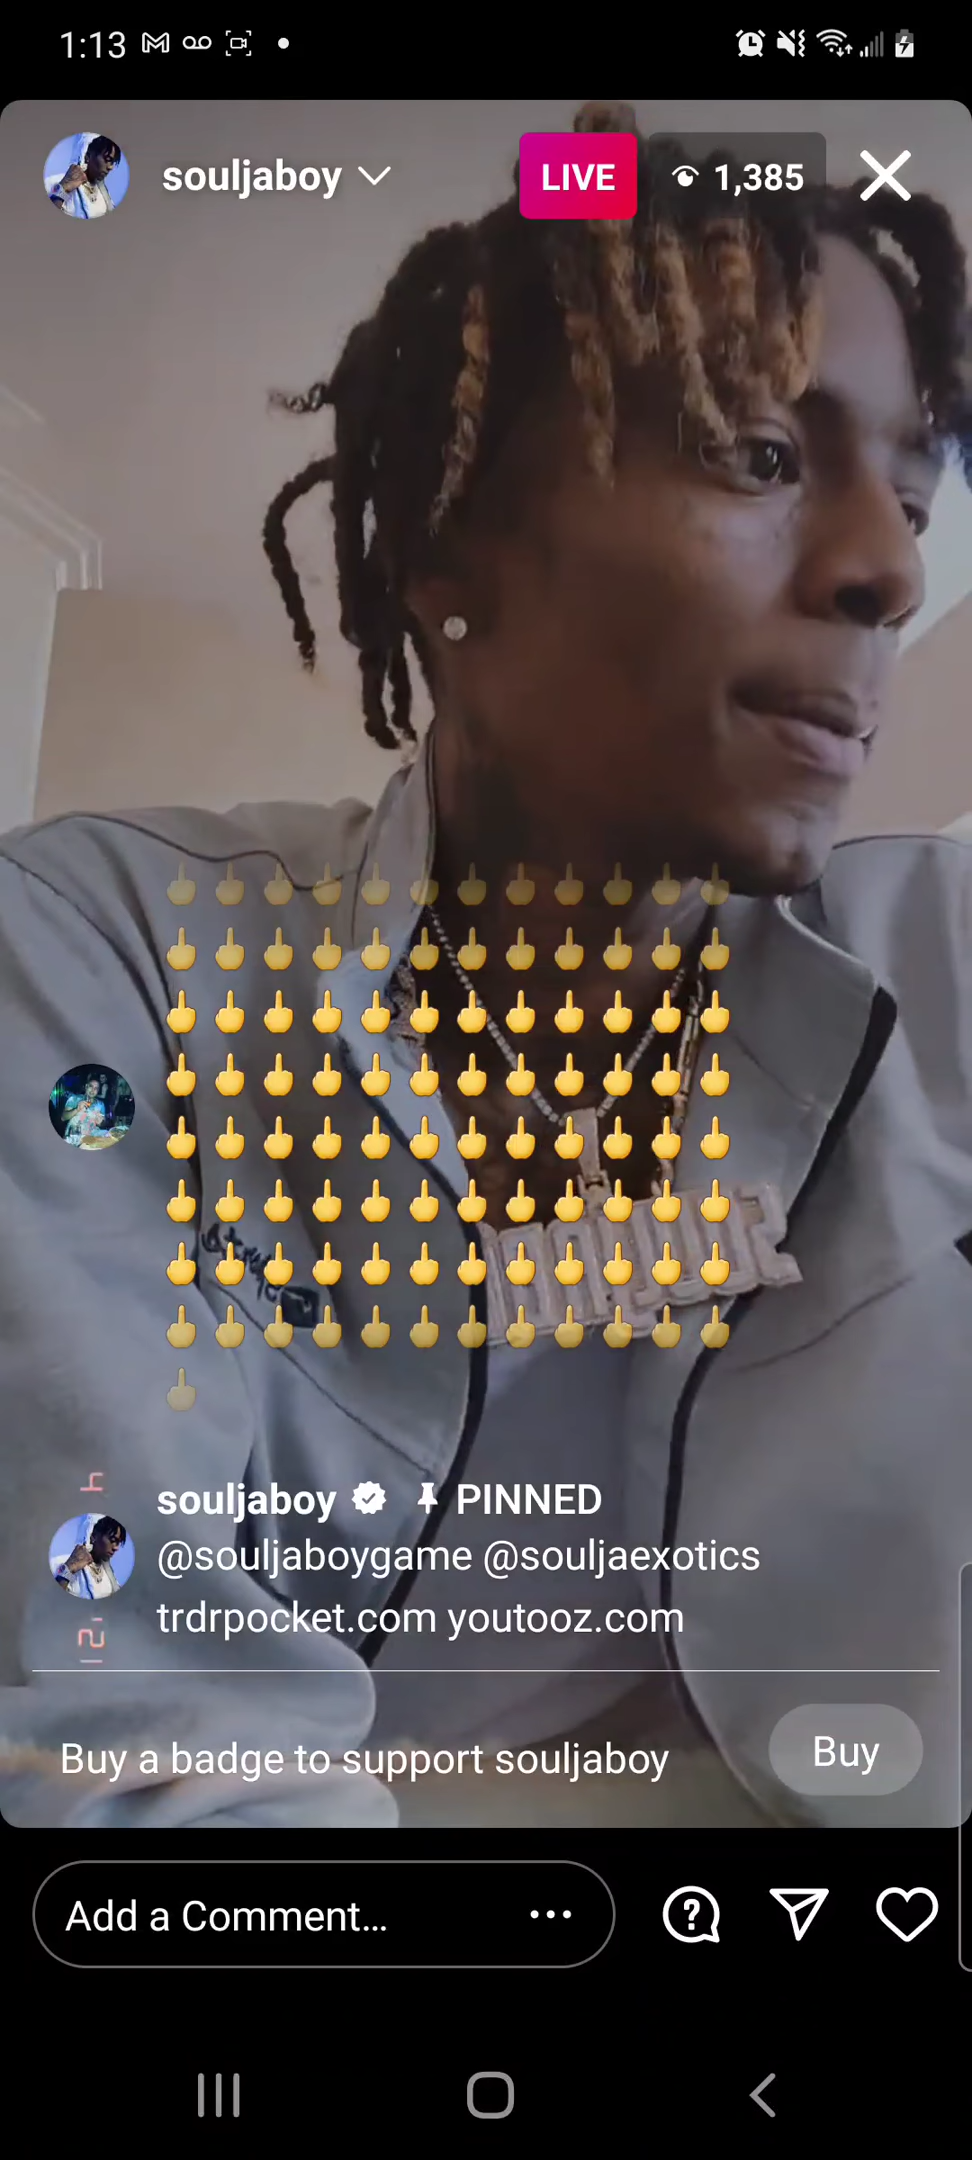 1:13
souljaboy
LIVE
1,385
🖕🖕🖕🖕🖕🖕🖕🖕🖕🖕🖕🖕
🖕🖕🖕🖕🖕🖕🖕🖕🖕🖕🖕🖕
🖕🖕🖕🖕🖕🖕🖕🖕🖕🖕🖕🖕
🖕🖕🖕🖕🖕🖕🖕🖕🖕🖕🖕🖕
🖕🖕🖕🖕🖕🖕🖕🖕🖕🖕🖕🖕
🖕🖕🖕🖕🖕🖕🖕🖕🖕🖕🖕🖕
🖕🖕🖕🖕🖕🖕🖕🖕🖕🖕🖕🖕
🖕🖕🖕🖕🖕🖕🖕🖕🖕🖕🖕🖕
🖕
souljaboy PINNED
@souljaboygame @souljaexotics
trdrpocket.com youtooz.com
Buy a badge to support souljaboy
Buy
Add a Comment...